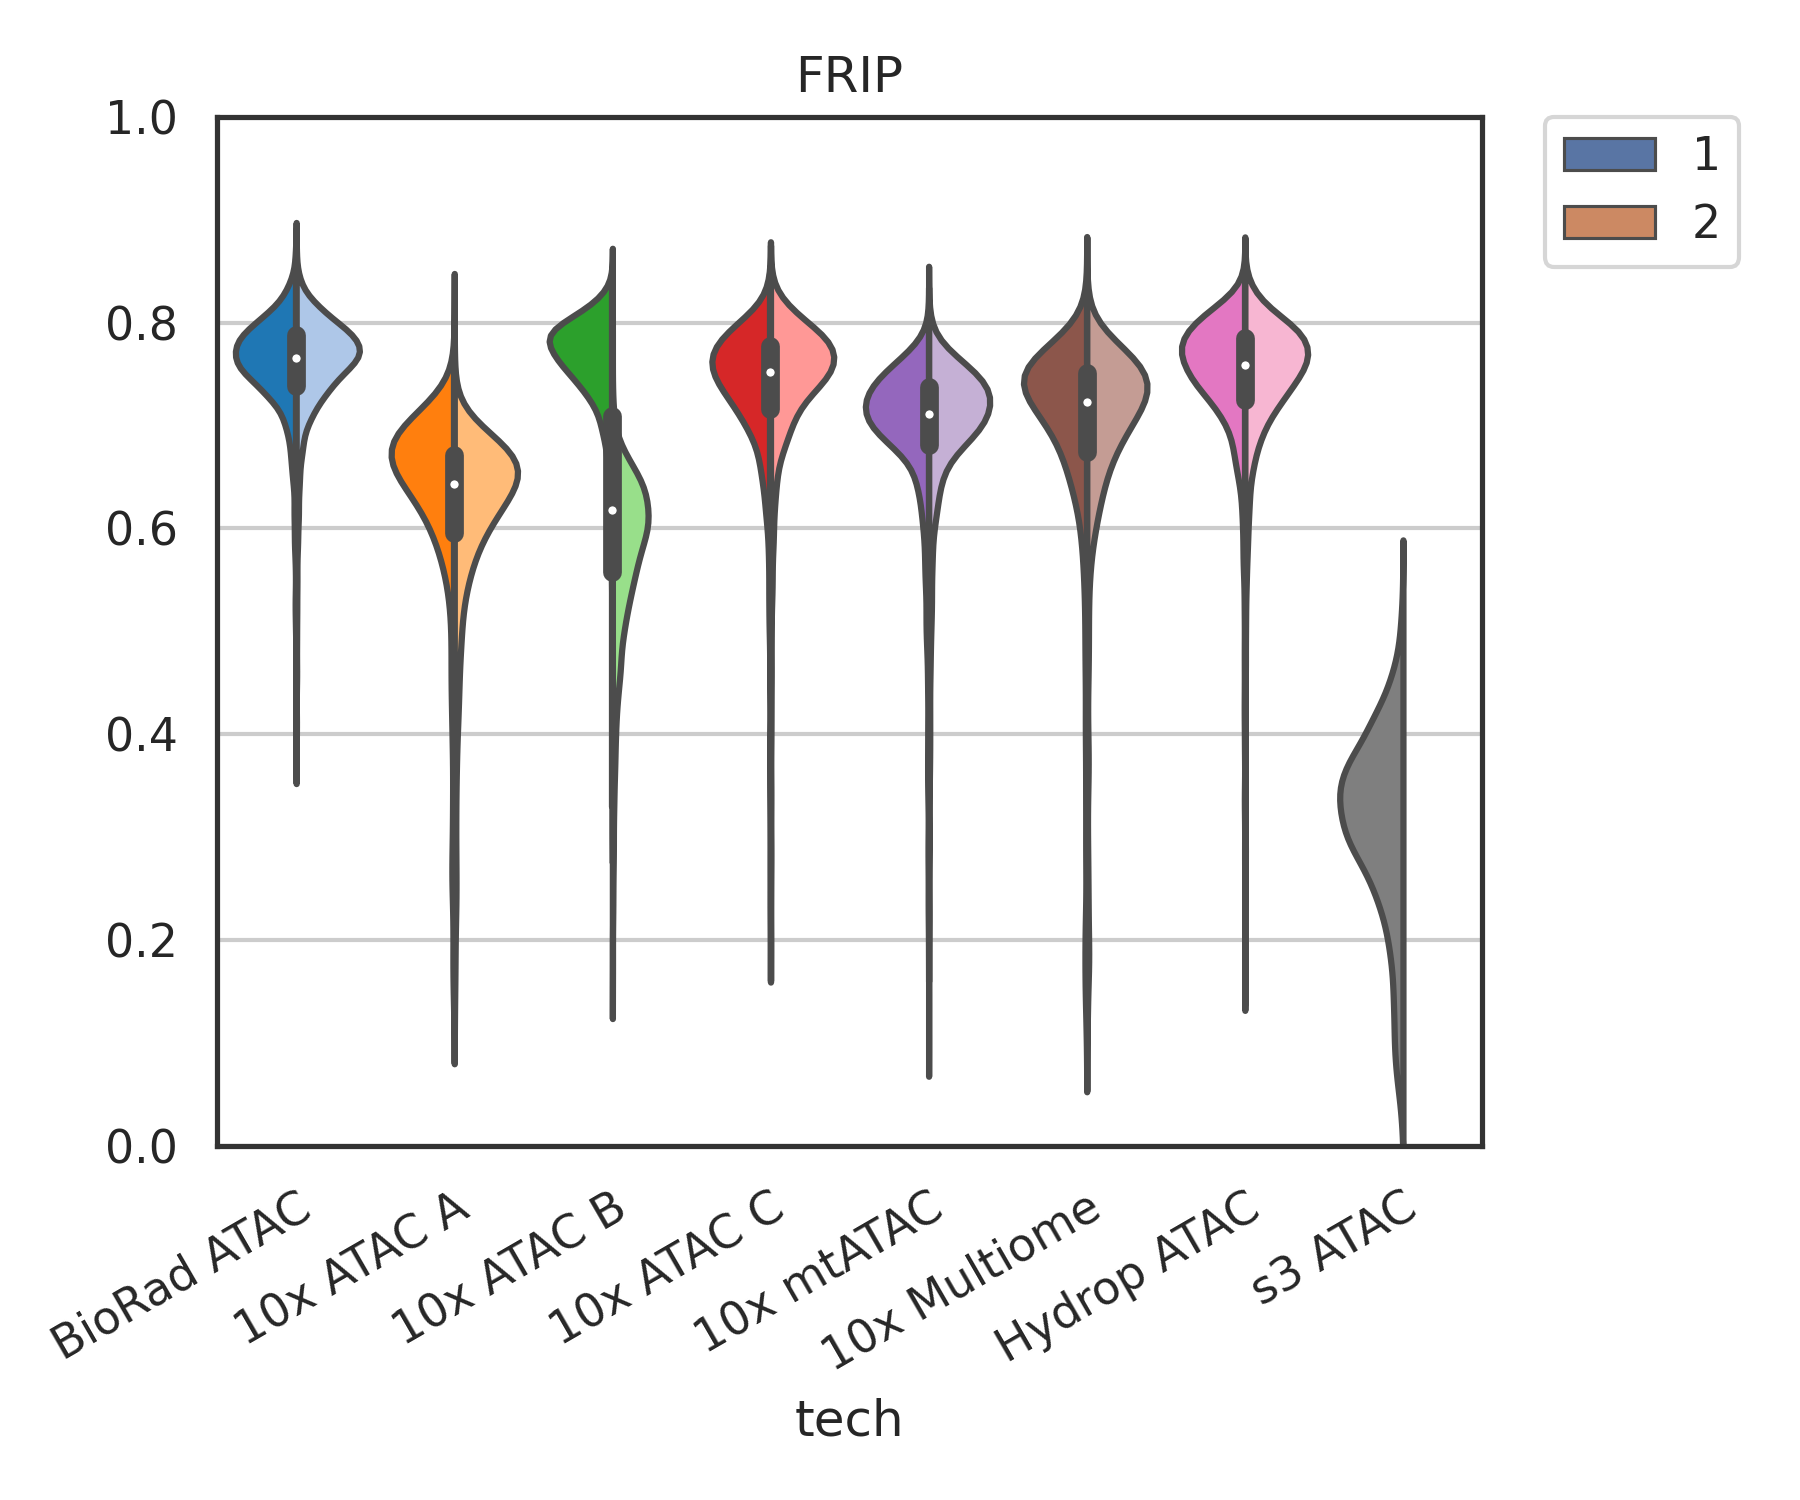 FRIP
1.0
0.8
0.6
0.4
0.2
0.0
1
2
BioRad ATAC
10x ATAC A
10x ATAC B
10x ATAC C
10x mtATAC
10x Multiome
Hydrop ATAC
s3 ATAC
tech